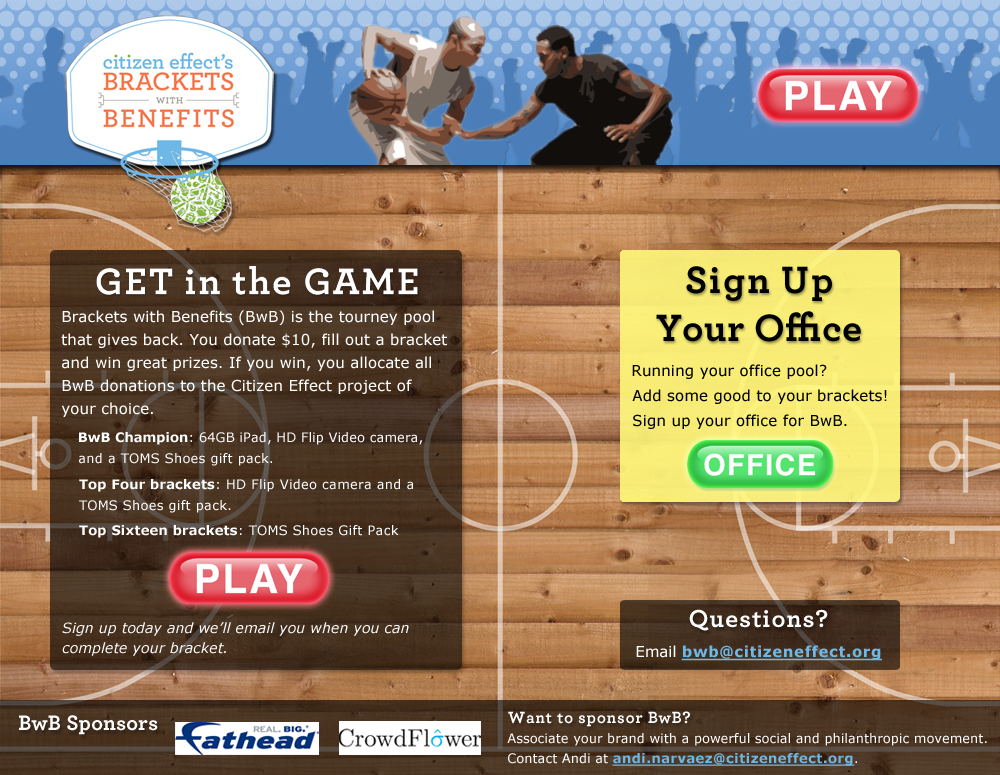 citizen effect's
BRACKETS
WITH
BENEFITS
PLAY
GET in the GAME
Brackets with Benefits (BwB) is the tourney pool
that gives back. You donate $10, fill out a bracket
and win great prizes. If you win, you allocate all
BwB donations to the Citizen Effect project of
your choice.
BwB Champion: 64GB iPad, HD Flip Video camera,
and a TOMS Shoes gift pack.
Top Four brackets: HD Flip Video camera and a
TOMS Shoes gift pack.
Top Sixteen brackets: TOMS Shoes Gift Pack
PLAY
Sign up today and we'll email you when you can
complete your bracket.
Sign Up
Your Office
Running your office pool?
Add some good to your brackets!
Sign up your office for BwB.
OFFICE
Questions?
Email bwb@citizeneffect.org
BwB Sponsors
REAL. BIG.
Fathead
CrowdFlower
Want to sponsor BwB?
Associate your brand with a powerful social and philanthropic movement.
Contact Andi at andi.narvaez@citizeneffect.org.